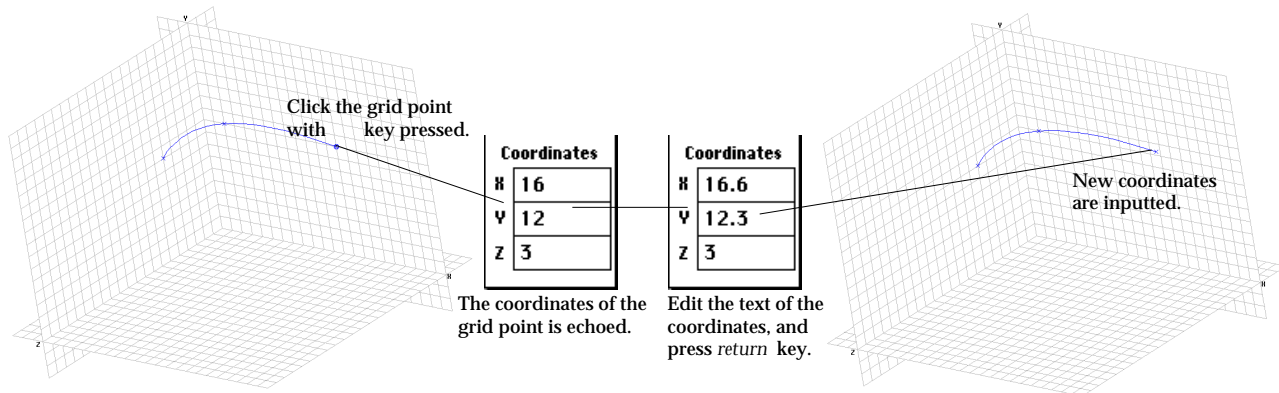 Y
Click the grid point
with key pressed.
X
Z
Coordinates
X 16
Y 12
Z 3
The coordinates of the
grid point is echoed.
Coordinates
X 16.6
Y 12.3
Z 3
Edit the text of the
coordinates, and
press return key.
Y
New coordinates
are inputted.
X
Z